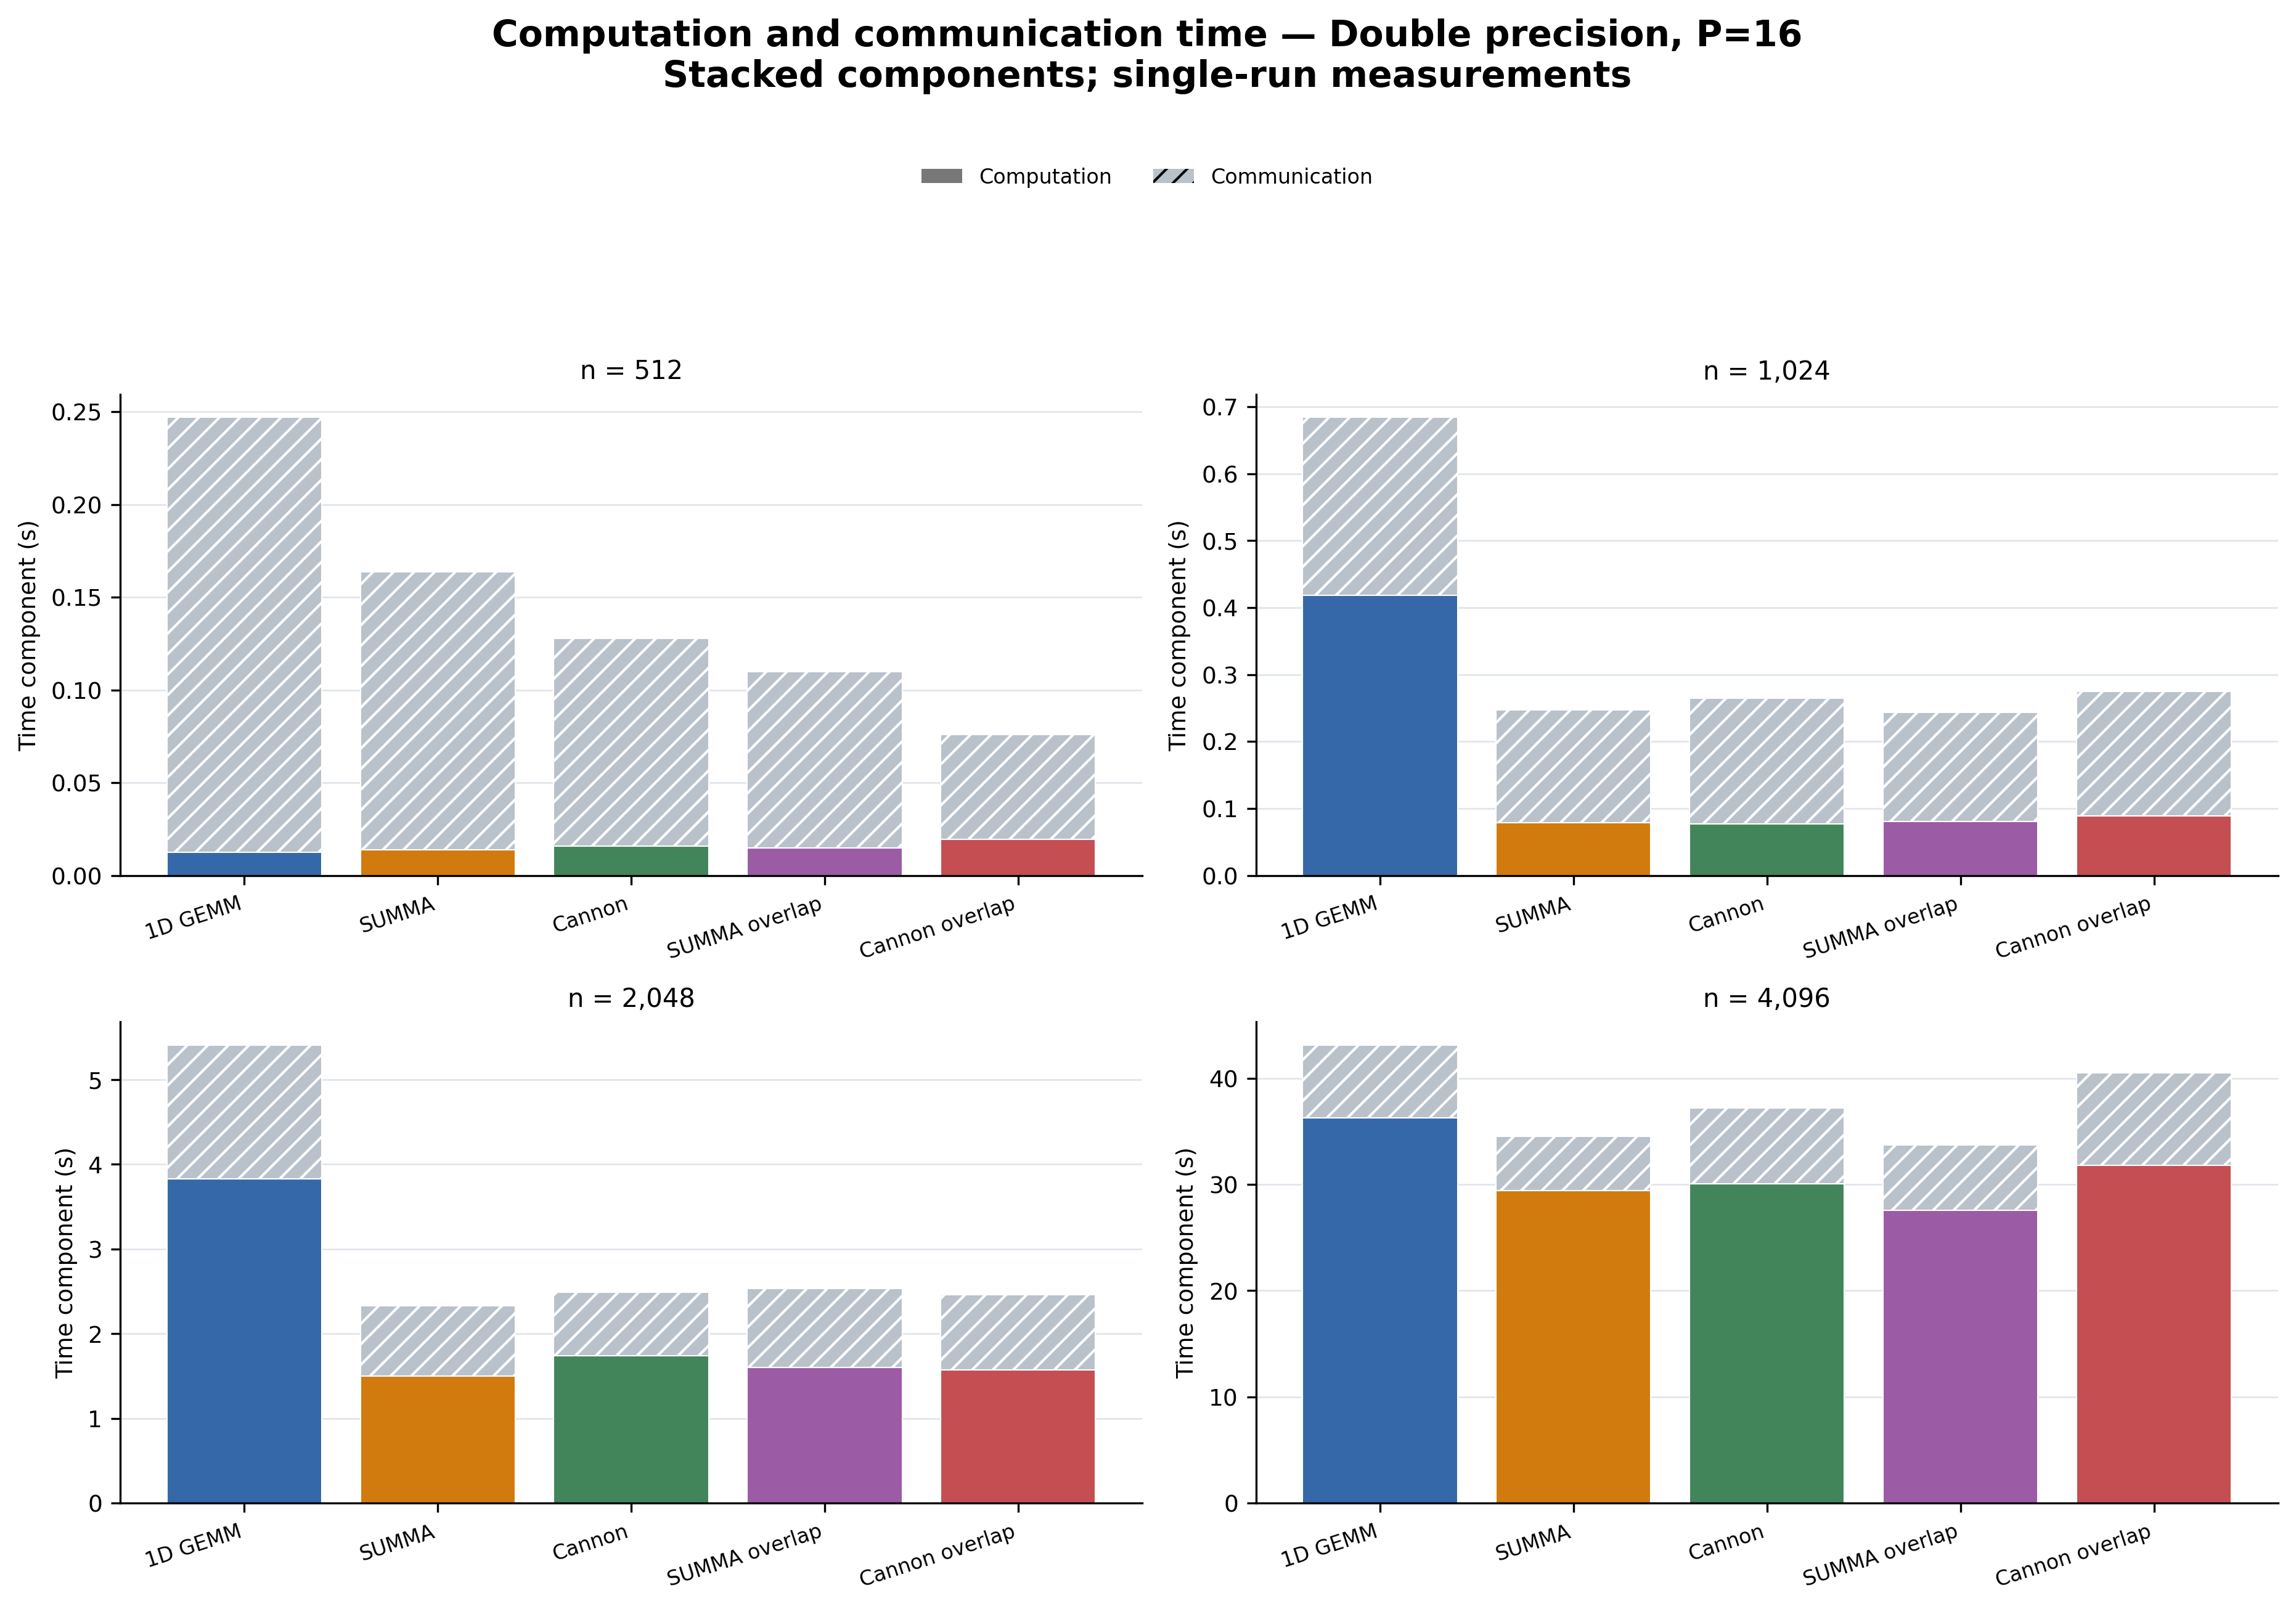 Computation and communication time — Double precision, P=16
Stacked components; single-run measurements
Computation
Communication
n = 512
Time component (s)
0.25
0.20
0.15
0.10
0.05
0.00
1D GEMM
SUMMA
Cannon
SUMMA overlap
Cannon overlap
n = 1,024
Time component (s)
0.7
0.6
0.5
0.4
0.3
0.2
0.1
0.0
1D GEMM
SUMMA
Cannon
SUMMA overlap
Cannon overlap
n = 2,048
Time component (s)
5
4
3
2
1
0
1D GEMM
SUMMA
Cannon
SUMMA overlap
Cannon overlap
n = 4,096
Time component (s)
40
30
20
10
0
1D GEMM
SUMMA
Cannon
SUMMA overlap
Cannon overlap